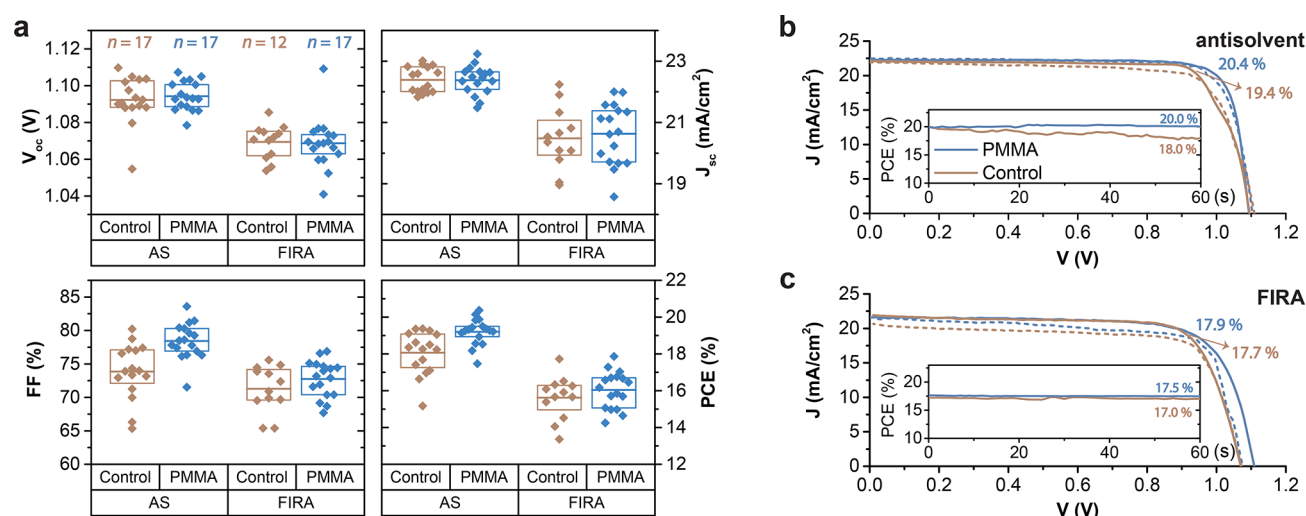 a
n = 17 n = 17 n = 12 n = 17
1.12
1.10
1.08
1.06
1.04
Voc (V)
23
21
19
Jsc (mA/cm²)
Control PMMA Control PMMA
AS FIRA
Control PMMA Control PMMA
AS FIRA
85
80
75
70
65
60
FF (%)
22
20
18
16
14
12
PCE (%)
Control PMMA Control PMMA
AS FIRA
Control PMMA Control PMMA
AS FIRA
b
antisolvent
25
20
15
10
5
0
J (mA/cm²)
20.4 %
19.4 %
PCE (%)
20
15
10
20.0 %
18.0 %
PMMA
Control
0 20 40 60 (s)
0.0 0.2 0.4 0.6 0.8 1.0 1.2
V (V)
c
FIRA
25
20
15
10
5
0
J (mA/cm²)
17.9 %
17.7 %
PCE (%)
20
15
10
17.5 %
17.0 %
0 20 40 60 (s)
0.0 0.2 0.4 0.6 0.8 1.0 1.2
V (V)